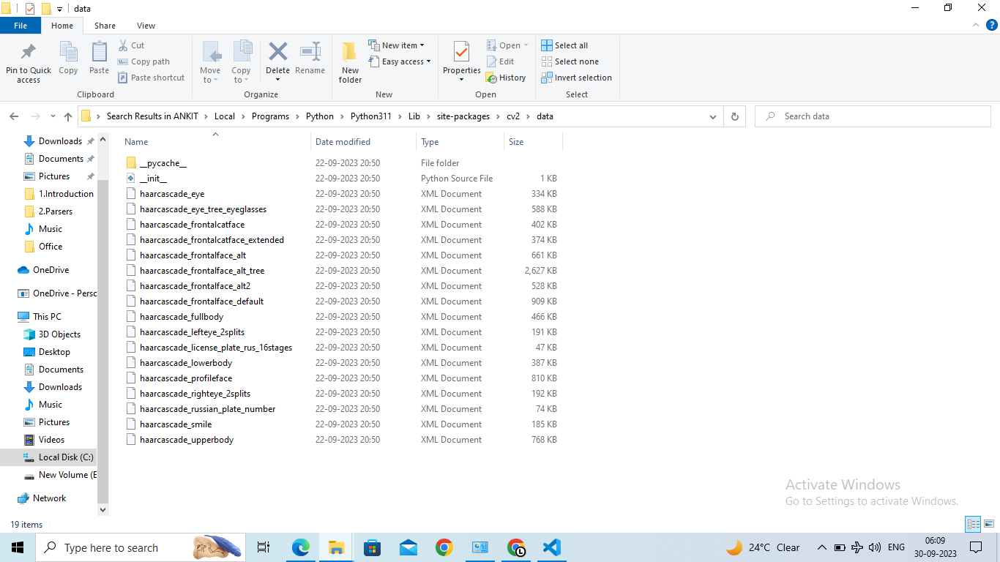 data
File Home Share View
Pin to Quick access
Copy
Paste
Cut
Copy path
Paste shortcut
Clipboard
Move to
Copy to
Delete
Rename
Organize
New folder
New item
Easy access
New
Properties
Open
Edit
History
Open
Select all
Select none
Invert selection
Select
Search Results in ANKIT Local Programs Python Python311 Lib site-packages cv2 data
Search data
Downloads
Documents
Pictures
1.Introduction
2.Parsers
Music
Office
OneDrive
OneDrive - Perso
This PC
3D Objects
Desktop
Documents
Downloads
Music
Pictures
Videos
Local Disk (C:)
New Volume (E
Network
Name Date modified Type Size
__pycache__ 22-09-2023 20:50 File folder
__init__ 22-09-2023 20:50 Python Source File 1 KB
haarcascade_eye 22-09-2023 20:50 XML Document 334 KB
haarcascade_eye_tree_eyeglasses 22-09-2023 20:50 XML Document 588 KB
haarcascade_frontalcatface 22-09-2023 20:50 XML Document 402 KB
haarcascade_frontalcatface_extended 22-09-2023 20:50 XML Document 374 KB
haarcascade_frontalface_alt 22-09-2023 20:50 XML Document 661 KB
haarcascade_frontalface_alt_tree 22-09-2023 20:50 XML Document 2,627 KB
haarcascade_frontalface_alt2 22-09-2023 20:50 XML Document 528 KB
haarcascade_frontalface_default 22-09-2023 20:50 XML Document 909 KB
haarcascade_fullbody 22-09-2023 20:50 XML Document 466 KB
haarcascade_lefteye_2splits 22-09-2023 20:50 XML Document 191 KB
haarcascade_license_plate_rus_16stages 22-09-2023 20:50 XML Document 47 KB
haarcascade_lowerbody 22-09-2023 20:50 XML Document 387 KB
haarcascade_profileface 22-09-2023 20:50 XML Document 810 KB
haarcascade_righteye_2splits 22-09-2023 20:50 XML Document 192 KB
haarcascade_russian_plate_number 22-09-2023 20:50 XML Document 74 KB
haarcascade_smile 22-09-2023 20:50 XML Document 185 KB
haarcascade_upperbody 22-09-2023 20:50 XML Document 768 KB
Activate Windows
Go to Settings to activate Windows.
19 items
Type here to search
24°C Clear
ENG
06:09
30-09-2023